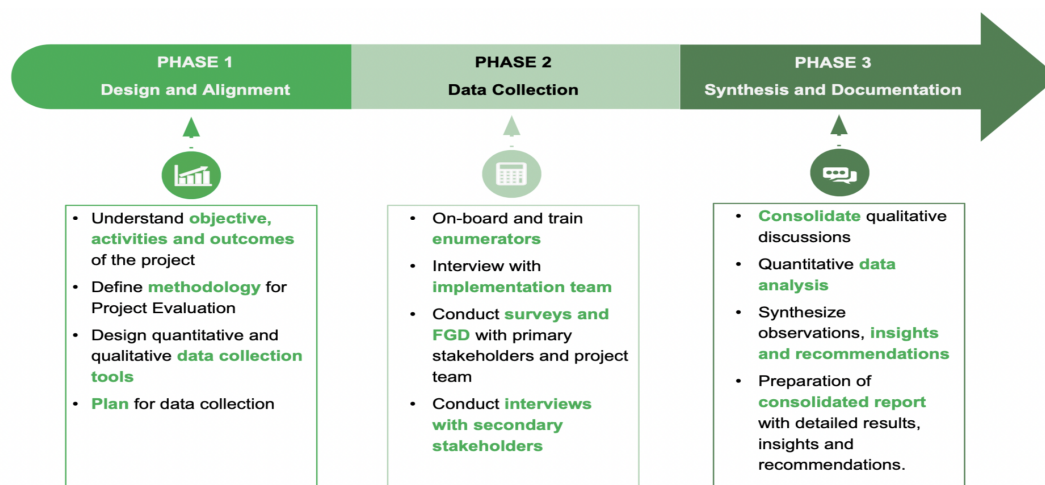 PHASE 1
Design and Alignment
PHASE 2
Data Collection
PHASE 3
Synthesis and Documentation
• Understand objective,
activities and outcomes
of the project
• Define methodology for
Project Evaluation
• Design quantitative and
qualitative data collection
tools
• Plan for data collection
• On-board and train
enumerators
• Interview with
implementation team
• Conduct surveys and
FGD with primary
stakeholders and project
team
• Conduct interviews
with secondary
stakeholders
• Consolidate qualitative
discussions
• Quantitative data
analysis
• Synthesize
observations, insights
and recommendations
• Preparation of
consolidated report
with detailed results,
insights and
recommendations.